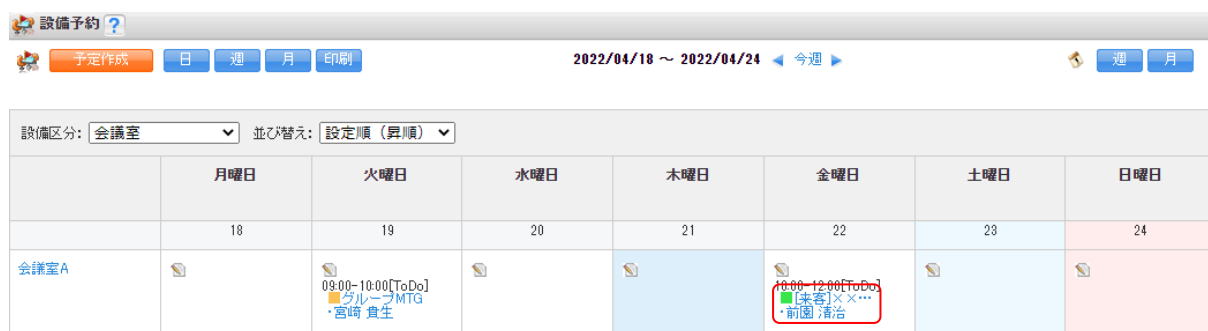 設備予約 ?
予定作成 日 週 月 印刷 2022/04/18 ～ 2022/04/24 ◀ 今週 ▶ 週 月
設備区分: 会議室 並び替え: 設定順（昇順）
月曜日 火曜日 水曜日 木曜日 金曜日 土曜日 日曜日
18 19 20 21 22 23 24
会議室A
09:00-10:00[ToDo]
グループMTG
・宮崎 貴生
10:00-12:00[ToDo]
[来客]××…
・前園 清治